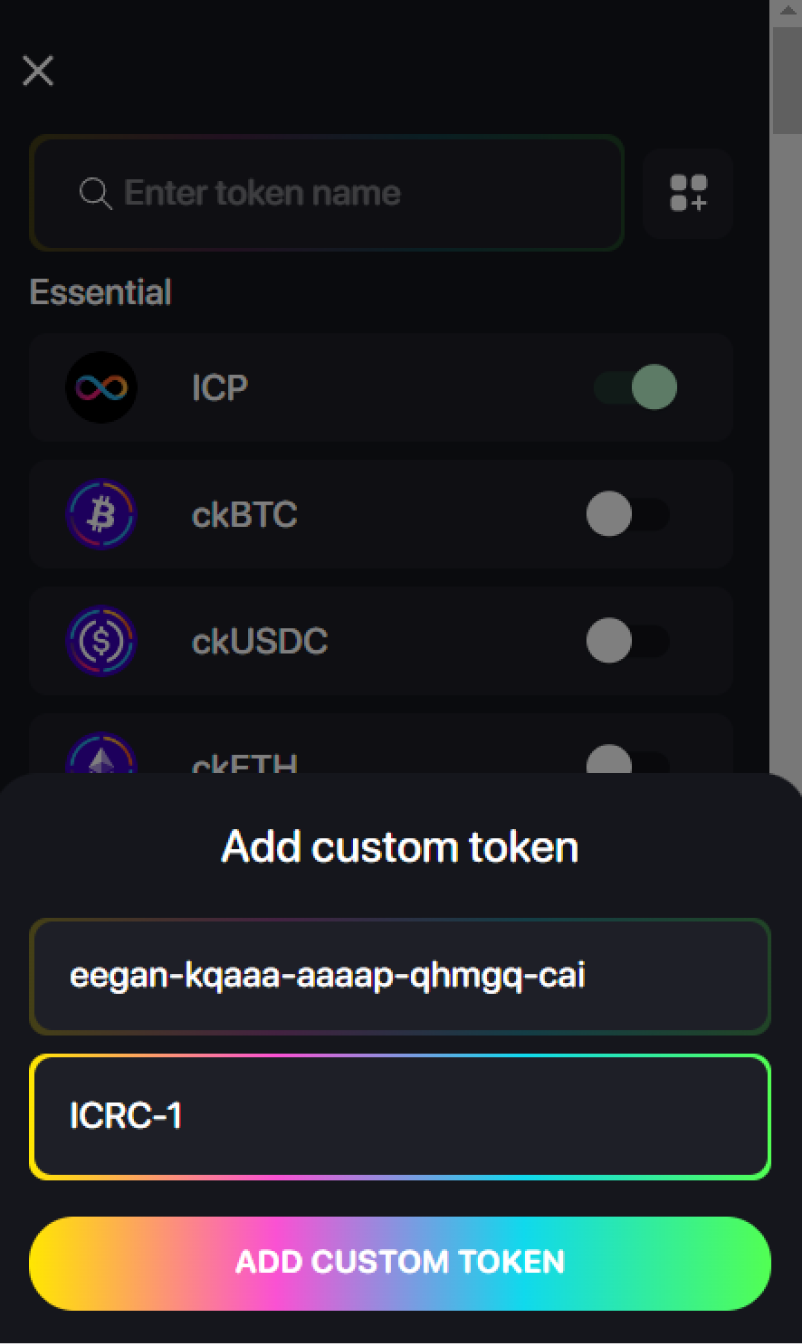 Enter token name
Essential
ICP
ckBTC
ckUSDC
ckETH
Add custom token
eegan-kqaaa-aaaap-qhmgq-cai
ICRC-1
ADD CUSTOM TOKEN